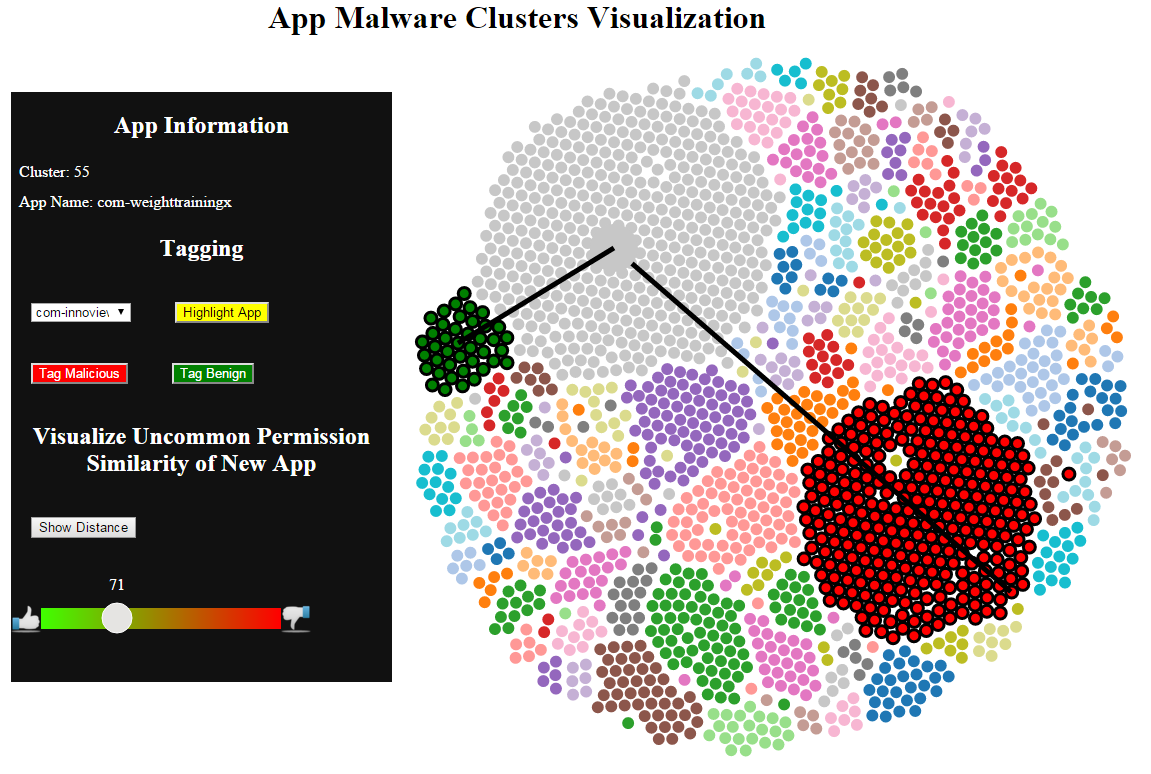 App Malware Clusters Visualization
App Information
Cluster: 55
App Name: com-weighttrainingx
Tagging
com-innoview
Highlight App
Tag Malicious
Tag Benign
Visualize Uncommon Permission
Similarity of New App
Show Distance
71